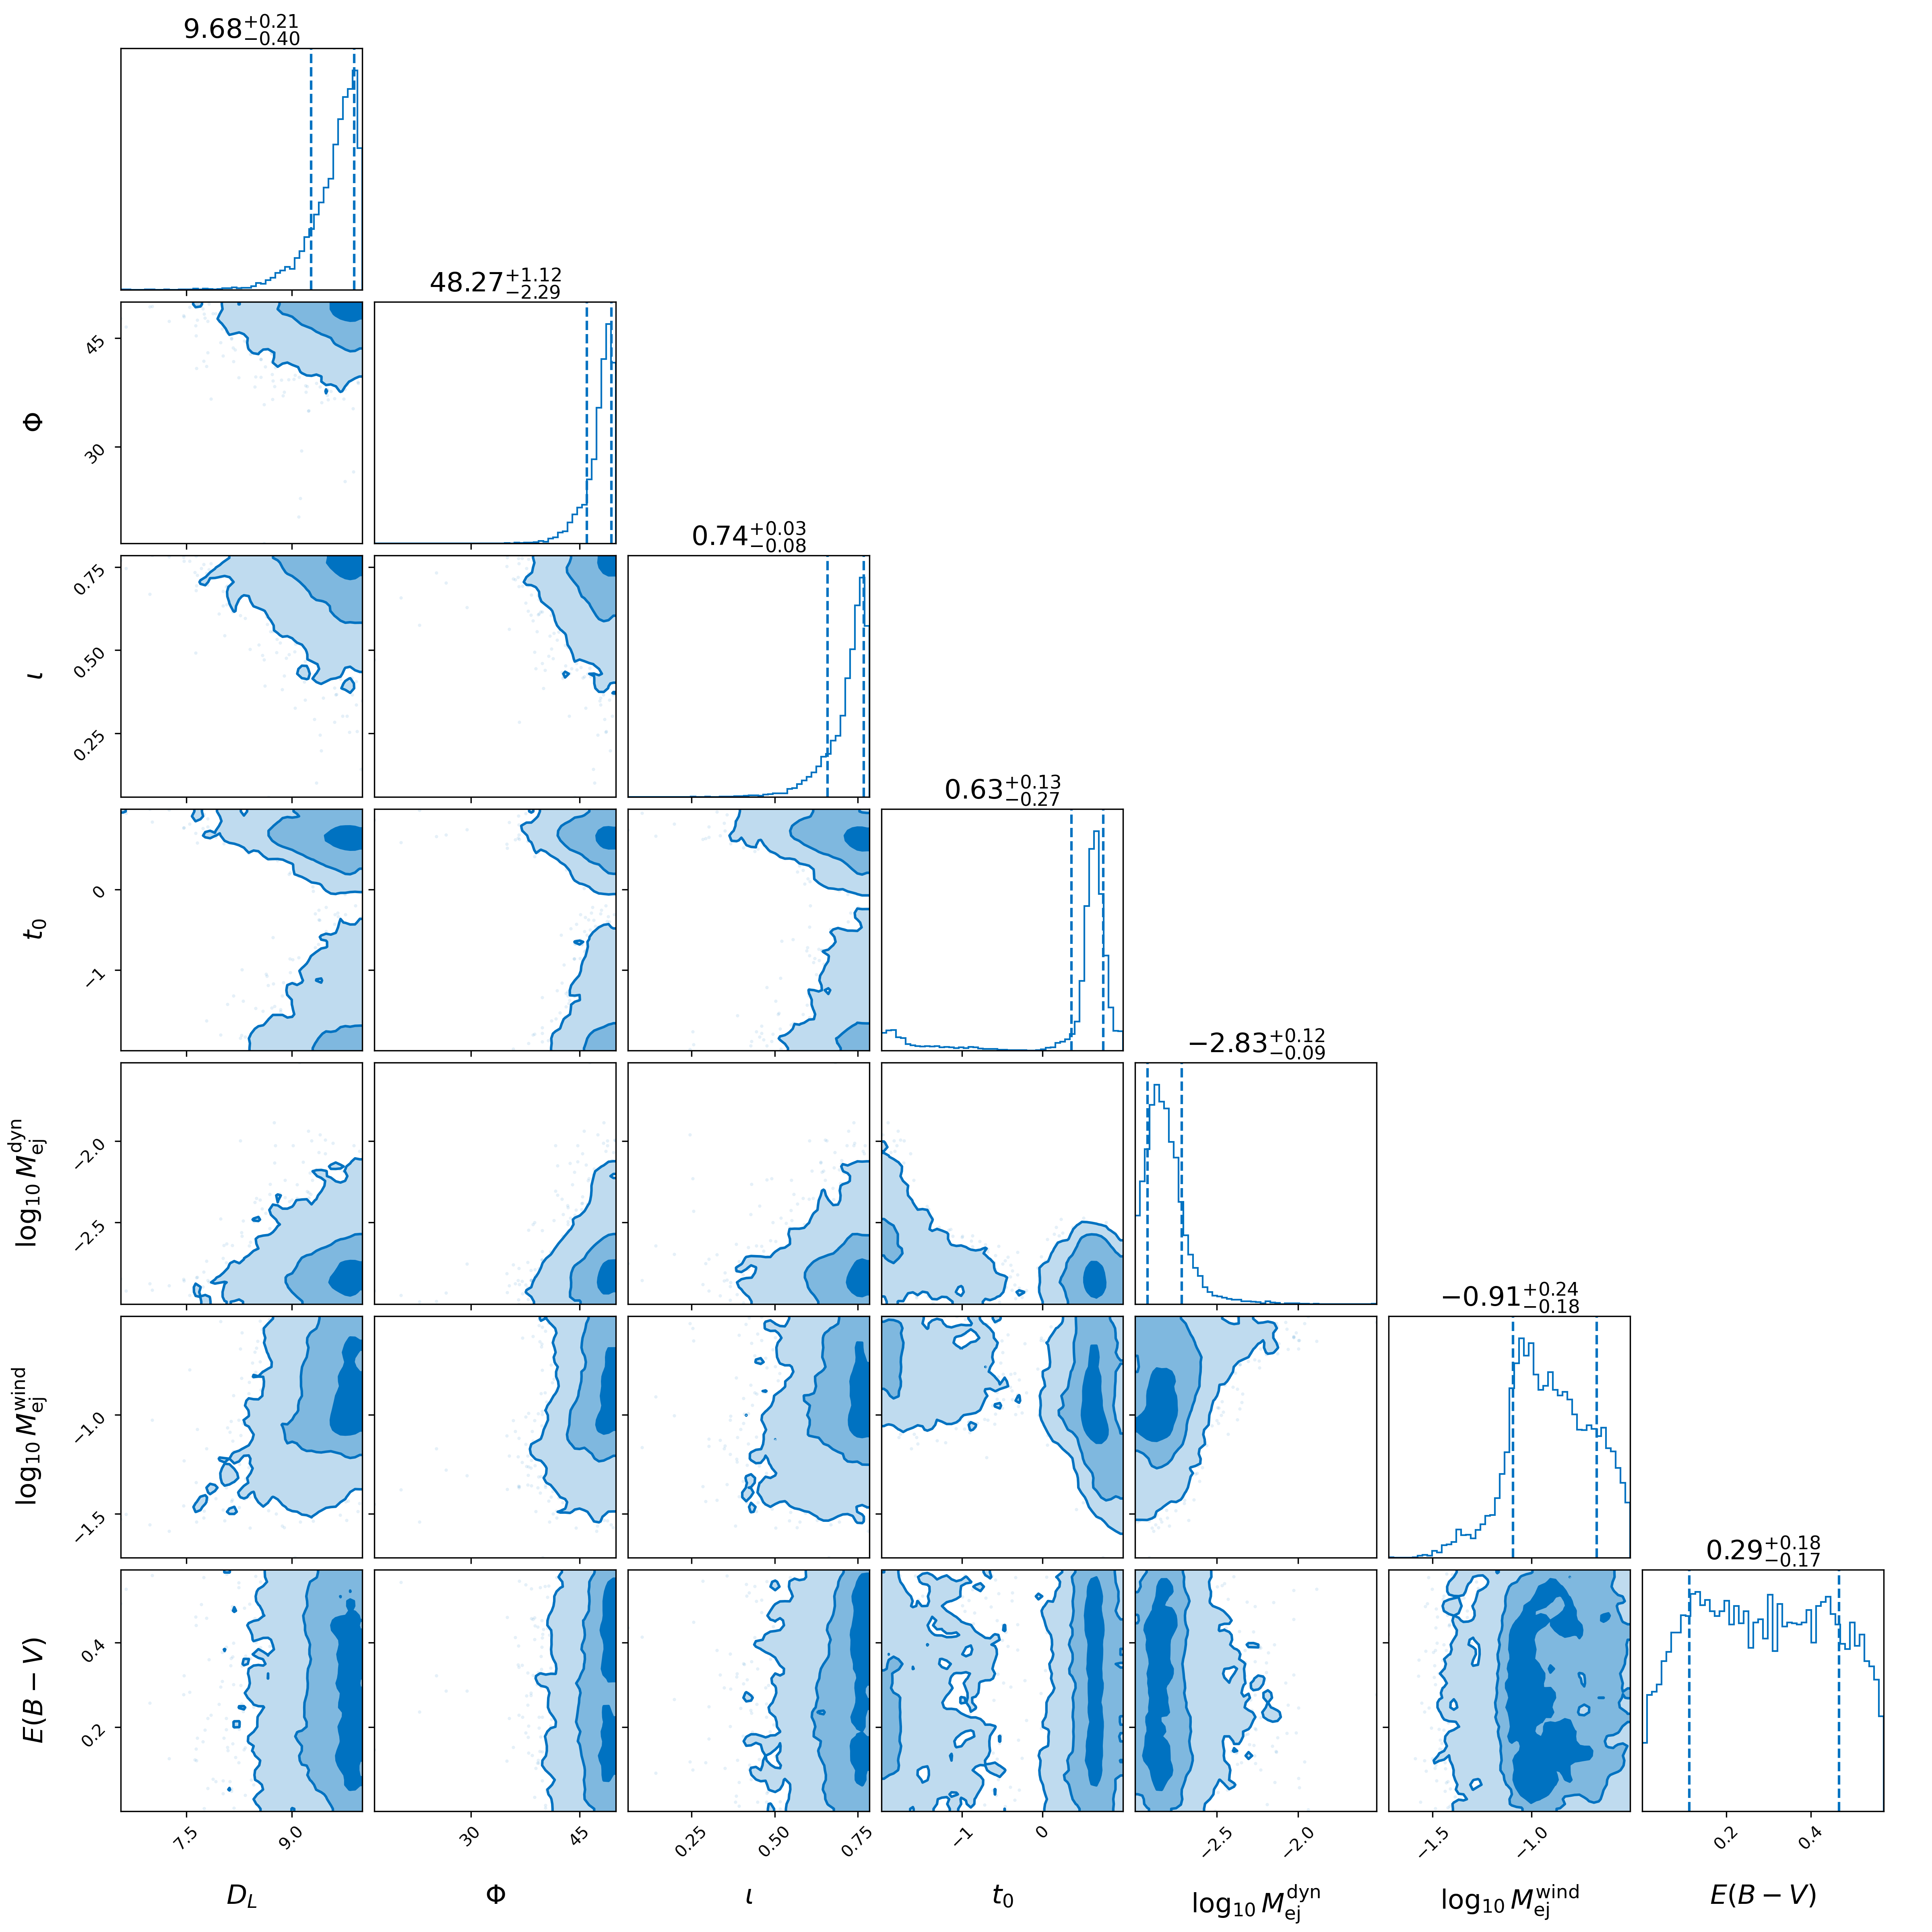 9.68^{+0.21}_{-0.40}
48.27^{+1.12}_{-2.29}
Φ
45
30
0.74^{+0.03}_{-0.08}
ι
0.75
0.50
0.25
0.63^{+0.13}_{-0.27}
t_0
0
−1
−2.83^{+0.12}_{-0.09}
log_{10} M_{ej}^{dyn}
−2.0
−2.5
−0.91^{+0.24}_{-0.18}
log_{10} M_{ej}^{wind}
−1.0
−1.5
0.29^{+0.18}_{-0.17}
E(B − V)
0.4
0.2
7.5 9.0 30 45 0.25 0.50 0.75 −1 0 −2.5 −2.0 −1.5 −1.0 0.2 0.4
D_L Φ ι t_0 log_{10} M_{ej}^{dyn} log_{10} M_{ej}^{wind} E(B − V)